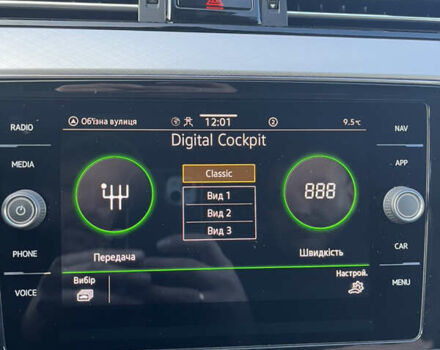 Об'їзна вулиця 12:01 2 9.5°C
Digital Cockpit
RADIO
MEDIA
PHONE
VOICE
NAV
APP
CAR
MENU
Classic
Вид 1
Вид 2
Вид 3
888
Передача
Швидкість
Вибір
Настрой.